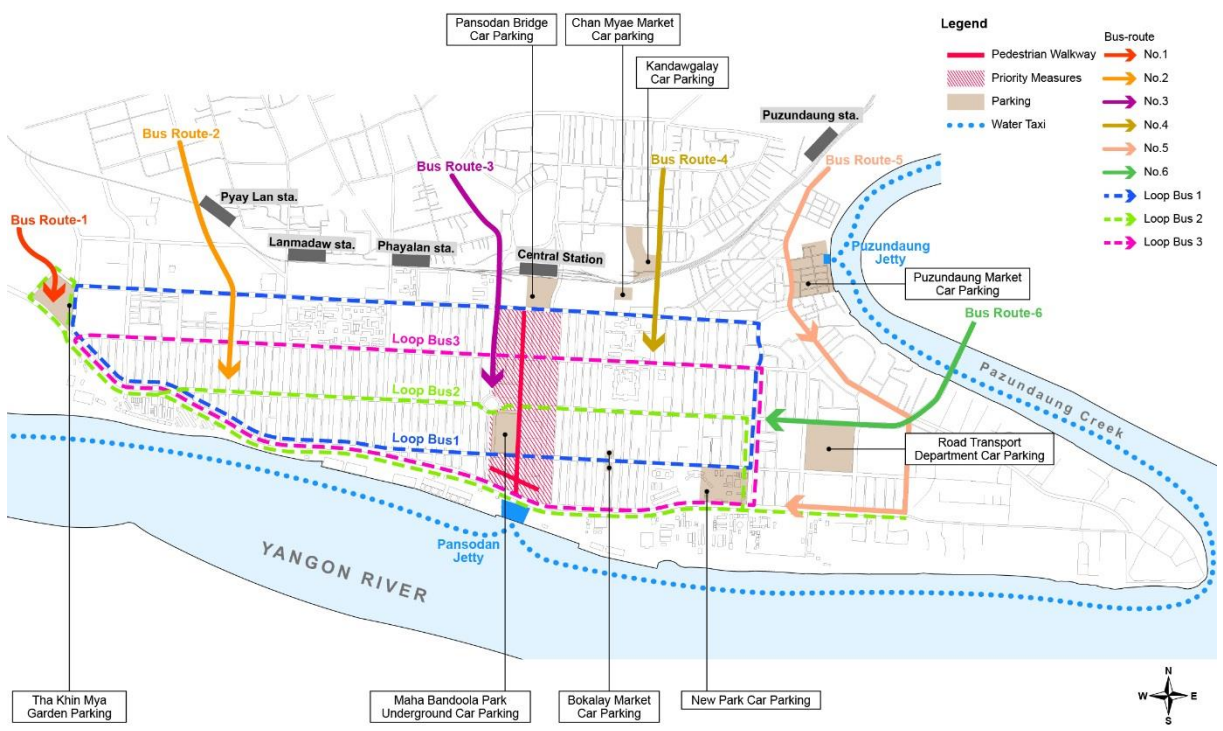 Pansodan Bridge
Car Parking
Chan Myae Market
Car parking
Kandawgalay
Car Parking
Legend
Pedestrian Walkway
Priority Measures
Parking
Water Taxi
Bus-route
No.1
No.2
No.3
No.4
No.5
No.6
Loop Bus 1
Loop Bus 2
Loop Bus 3
Puzundaung sta.
Bus Route-2
Bus Route-3
Bus Route-4
Bus Route-5
Pyay Lan sta.
Bus Route-1
Lanmadaw sta.
Phayalan sta.
Central Station
Puzundaung
Jetty
Puzundaung Market
Car Parking
Bus Route-6
Loop Bus3
Loop Bus2
Loop Bus1
Pazundaung Creek
Road Transport
Department Car Parking
Pansodan
Jetty
YANGON RIVER
Tha Khin Mya
Garden Parking
Maha Bandoola Park
Underground Car Parking
Bokalay Market
Car Parking
New Park Car Parking
N
W
E
S